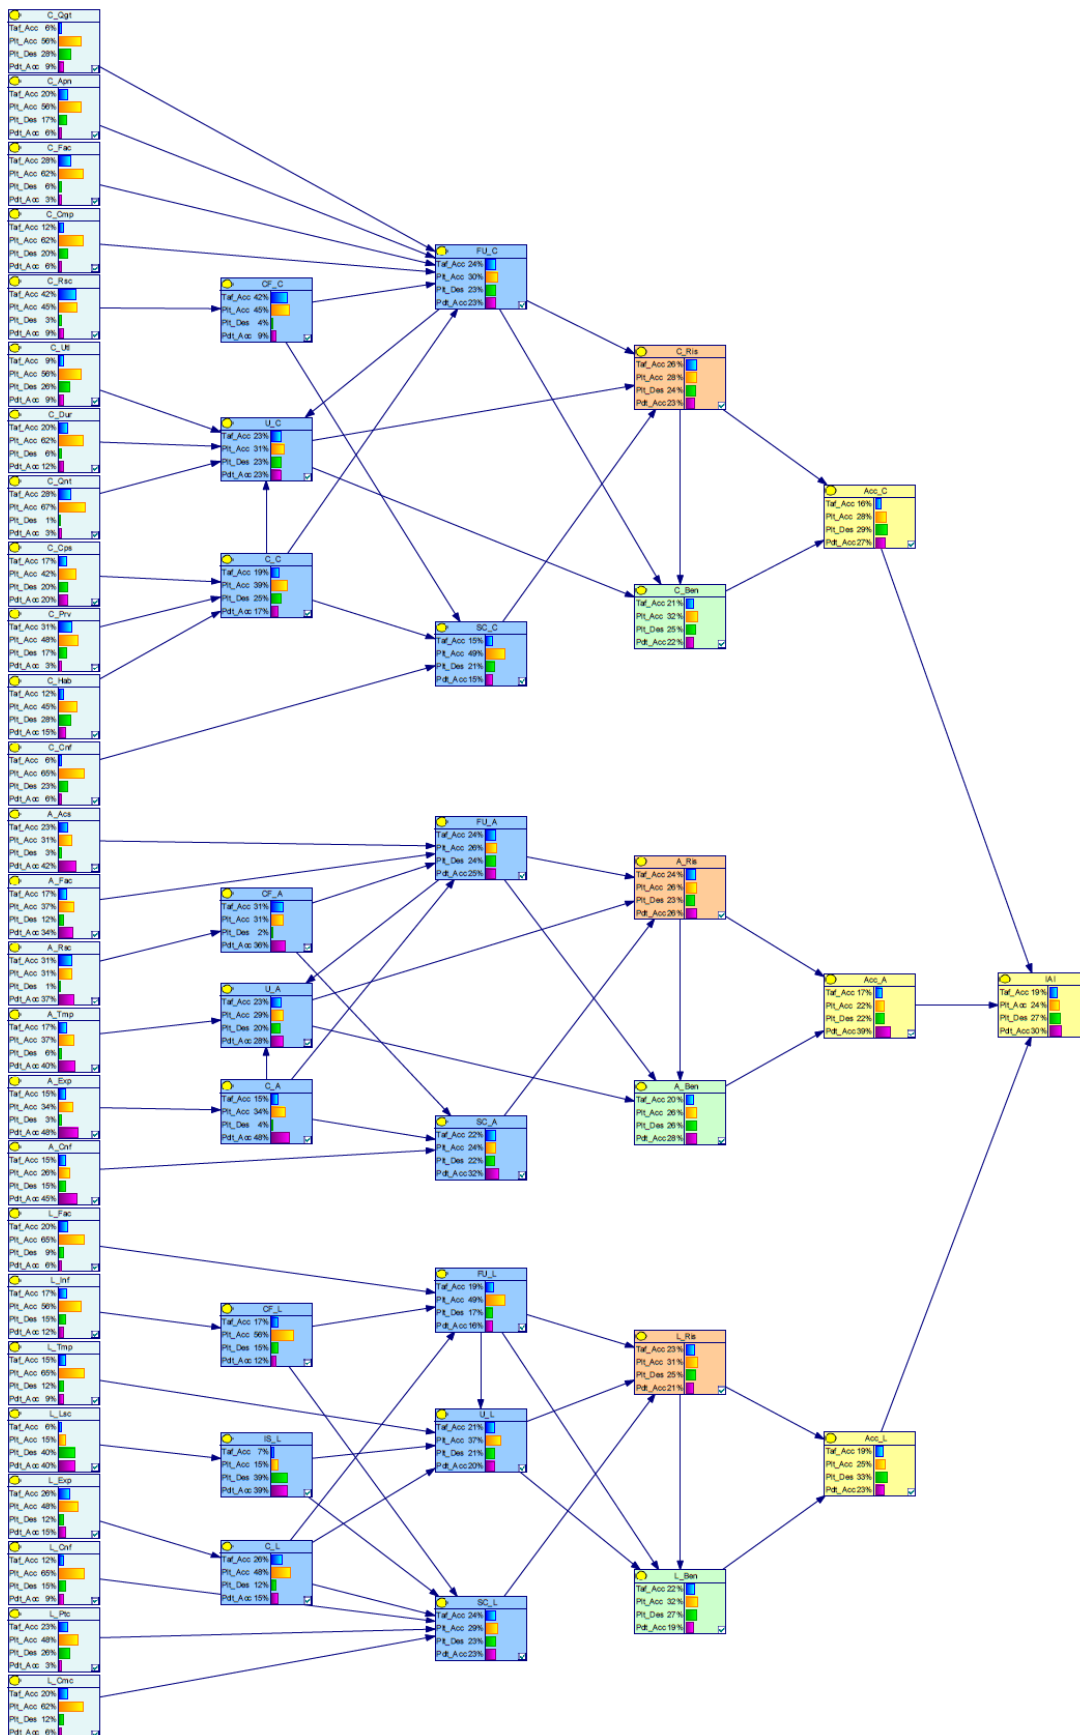 C_Qgt
Taf_Acc 6%
Plt_Acc 56%
Plt_Des 28%
Pdt_Acc 9%
C_Apn
Taf_Acc 20%
Plt_Acc 56%
Plt_Des 17%
Pdt_Acc 6%
C_Fac
Taf_Acc 28%
Plt_Acc 62%
Plt_Des 6%
Pdt_Acc 3%
C_Cmp
Taf_Acc 12%
Plt_Acc 62%
Plt_Des 20%
Pdt_Acc 6%
C_Rsc
Taf_Acc 42%
Plt_Acc 45%
Plt_Des 3%
Pdt_Acc 9%
C_Utl
Taf_Acc 9%
Plt_Acc 56%
Plt_Des 26%
Pdt_Acc 9%
C_Dur
Taf_Acc 20%
Plt_Acc 62%
Plt_Des 6%
Pdt_Acc 12%
C_Qnt
Taf_Acc 28%
Plt_Acc 67%
Plt_Des 1%
Pdt_Acc 3%
C_Cps
Taf_Acc 17%
Plt_Acc 42%
Plt_Des 20%
Pdt_Acc 20%
C_Prv
Taf_Acc 31%
Plt_Acc 48%
Plt_Des 17%
Pdt_Acc 3%
C_Hab
Taf_Acc 12%
Plt_Acc 45%
Plt_Des 28%
Pdt_Acc 15%
C_Cnf
Taf_Acc 6%
Plt_Acc 65%
Plt_Des 23%
Pdt_Acc 6%
A_Acs
Taf_Acc 23%
Plt_Acc 31%
Plt_Des 3%
Pdt_Acc 42%
A_Fac
Taf_Acc 17%
Plt_Acc 37%
Plt_Des 12%
Pdt_Acc 34%
A_Rsc
Taf_Acc 31%
Plt_Acc 31%
Plt_Des 1%
Pdt_Acc 37%
A_Tmp
Taf_Acc 17%
Plt_Acc 37%
Plt_Des 6%
Pdt_Acc 40%
A_Exp
Taf_Acc 15%
Plt_Acc 34%
Plt_Des 3%
Pdt_Acc 48%
A_Cnf
Taf_Acc 15%
Plt_Acc 26%
Plt_Des 15%
Pdt_Acc 45%
L_Fac
Taf_Acc 20%
Plt_Acc 65%
Plt_Des 9%
Pdt_Acc 6%
L_Inf
Taf_Acc 17%
Plt_Acc 56%
Plt_Des 15%
Pdt_Acc 12%
L_Tmp
Taf_Acc 15%
Plt_Acc 65%
Plt_Des 12%
Pdt_Acc 9%
L_Lsc
Taf_Acc 6%
Plt_Acc 15%
Plt_Des 40%
Pdt_Acc 40%
L_Exp
Taf_Acc 26%
Plt_Acc 48%
Plt_Des 12%
Pdt_Acc 15%
L_Cnf
Taf_Acc 12%
Plt_Acc 65%
Plt_Des 15%
Pdt_Acc 9%
L_Ptc
Taf_Acc 23%
Plt_Acc 48%
Plt_Des 26%
Pdt_Acc 3%
L_Cmc
Taf_Acc 20%
Plt_Acc 62%
Plt_Des 12%
Pdt_Acc 6%
CF_C
Taf_Acc 42%
Plt_Acc 45%
Plt_Des 4%
Pdt_Acc 9%
U_C
Taf_Acc 23%
Plt_Acc 31%
Plt_Des 23%
Pdt_Acc 23%
C_C
Taf_Acc 19%
Plt_Acc 39%
Plt_Des 25%
Pdt_Acc 17%
CF_A
Taf_Acc 31%
Plt_Acc 31%
Plt_Des 2%
Pdt_Acc 36%
U_A
Taf_Acc 23%
Plt_Acc 29%
Plt_Des 20%
Pdt_Acc 28%
C_A
Taf_Acc 15%
Plt_Acc 34%
Plt_Des 4%
Pdt_Acc 48%
CF_L
Taf_Acc 17%
Plt_Acc 56%
Plt_Des 15%
Pdt_Acc 12%
IS_L
Taf_Acc 7%
Plt_Acc 15%
Plt_Des 39%
Pdt_Acc 39%
C_L
Taf_Acc 26%
Plt_Acc 48%
Plt_Des 12%
Pdt_Acc 15%
FU_C
Taf_Acc 24%
Plt_Acc 30%
Plt_Des 23%
Pdt_Acc 23%
SC_C
Taf_Acc 15%
Plt_Acc 49%
Plt_Des 21%
Pdt_Acc 15%
FU_A
Taf_Acc 24%
Plt_Acc 26%
Plt_Des 24%
Pdt_Acc 25%
SC_A
Taf_Acc 22%
Plt_Acc 24%
Plt_Des 22%
Pdt_Acc 32%
FU_L
Taf_Acc 19%
Plt_Acc 49%
Plt_Des 17%
Pdt_Acc 16%
U_L
Taf_Acc 21%
Plt_Acc 37%
Plt_Des 21%
Pdt_Acc 20%
SC_L
Taf_Acc 24%
Plt_Acc 29%
Plt_Des 23%
Pdt_Acc 23%
C_Ris
Taf_Acc 26%
Plt_Acc 28%
Plt_Des 24%
Pdt_Acc 23%
C_Ben
Taf_Acc 21%
Plt_Acc 32%
Plt_Des 25%
Pdt_Acc 22%
A_Ris
Taf_Acc 24%
Plt_Acc 26%
Plt_Des 23%
Pdt_Acc 26%
A_Ben
Taf_Acc 20%
Plt_Acc 26%
Plt_Des 26%
Pdt_Acc 28%
L_Ris
Taf_Acc 23%
Plt_Acc 31%
Plt_Des 25%
Pdt_Acc 21%
L_Ben
Taf_Acc 22%
Plt_Acc 32%
Plt_Des 27%
Pdt_Acc 19%
Acc_C
Taf_Acc 16%
Plt_Acc 28%
Plt_Des 29%
Pdt_Acc 27%
Acc_A
Taf_Acc 17%
Plt_Acc 22%
Plt_Des 22%
Pdt_Acc 39%
Acc_L
Taf_Acc 19%
Plt_Acc 25%
Plt_Des 33%
Pdt_Acc 23%
IAI
Taf_Acc 19%
Plt_Acc 24%
Plt_Des 27%
Pdt_Acc 30%